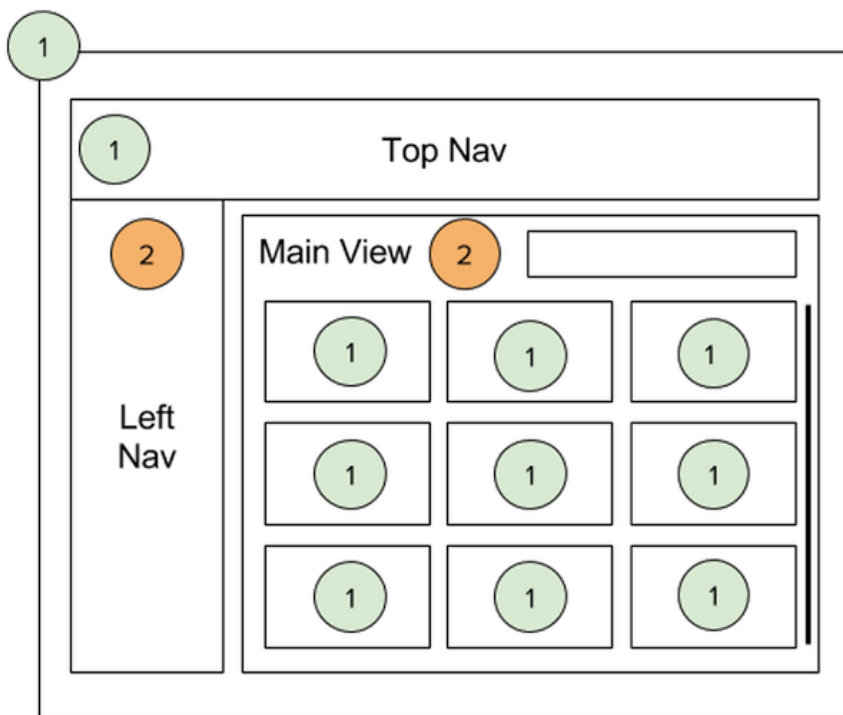 1
1 Top Nav
2 Main View 2
1 1 1
Left
Nav
1 1 1
1 1 1